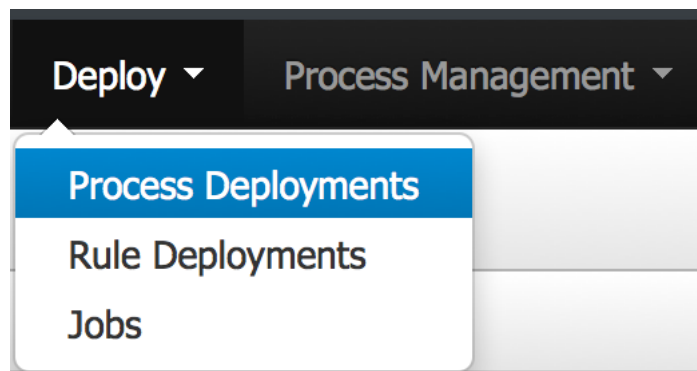 Deploy Process Management
Process Deployments
Rule Deployments
Jobs